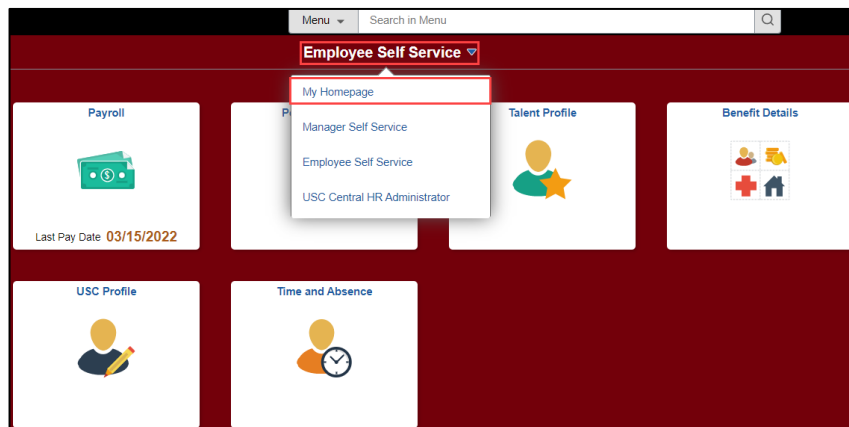 Menu
Search in Menu
Employee Self Service
My Homepage
Manager Self Service
Employee Self Service
USC Central HR Administrator
Payroll
Last Pay Date 03/15/2022
P
Talent Profile
Benefit Details
USC Profile
Time and Absence